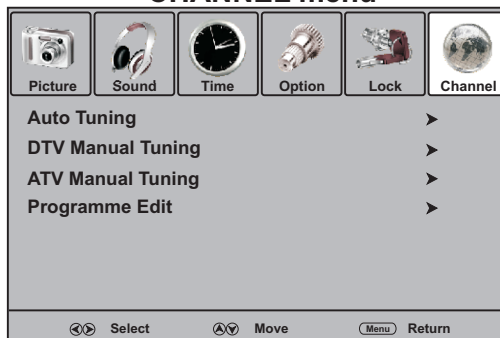 CHANNEL Menu
Picture Sound Time Option Lock Channel
Auto Tuning
DTV Manual Tuning
ATV Manual Tuning
Programme Edit
Select Move Menu Return